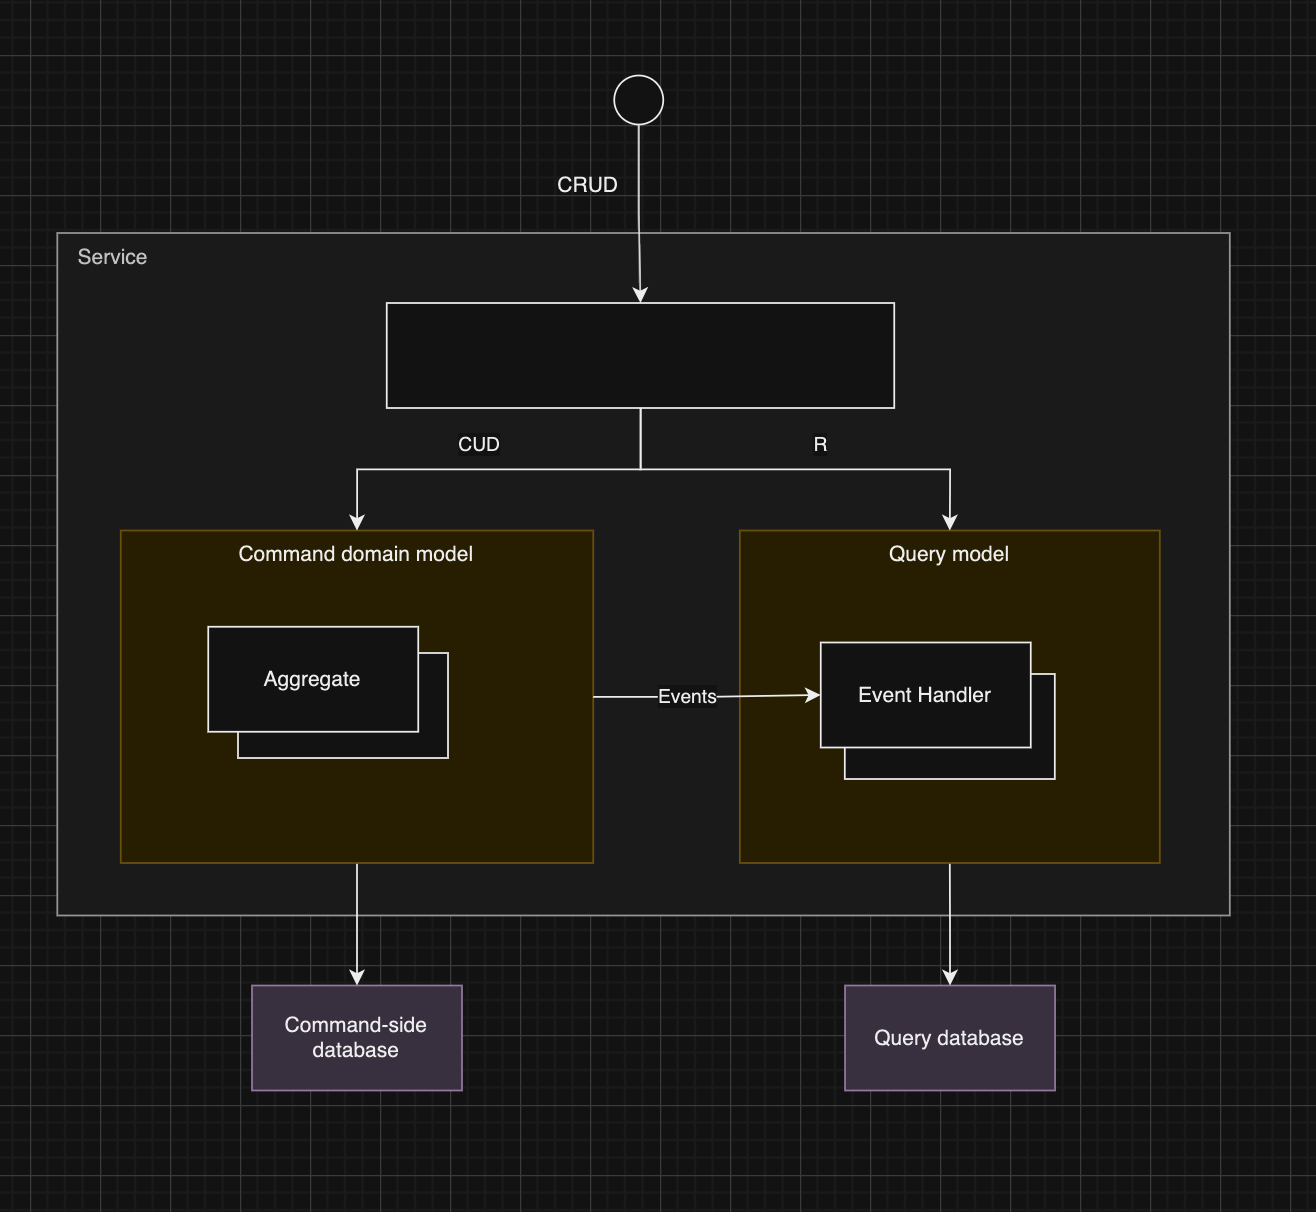 CRUD
Service
CUD
R
Command domain model
Query model
Aggregate
Events
Event Handler
Command-side
database
Query database